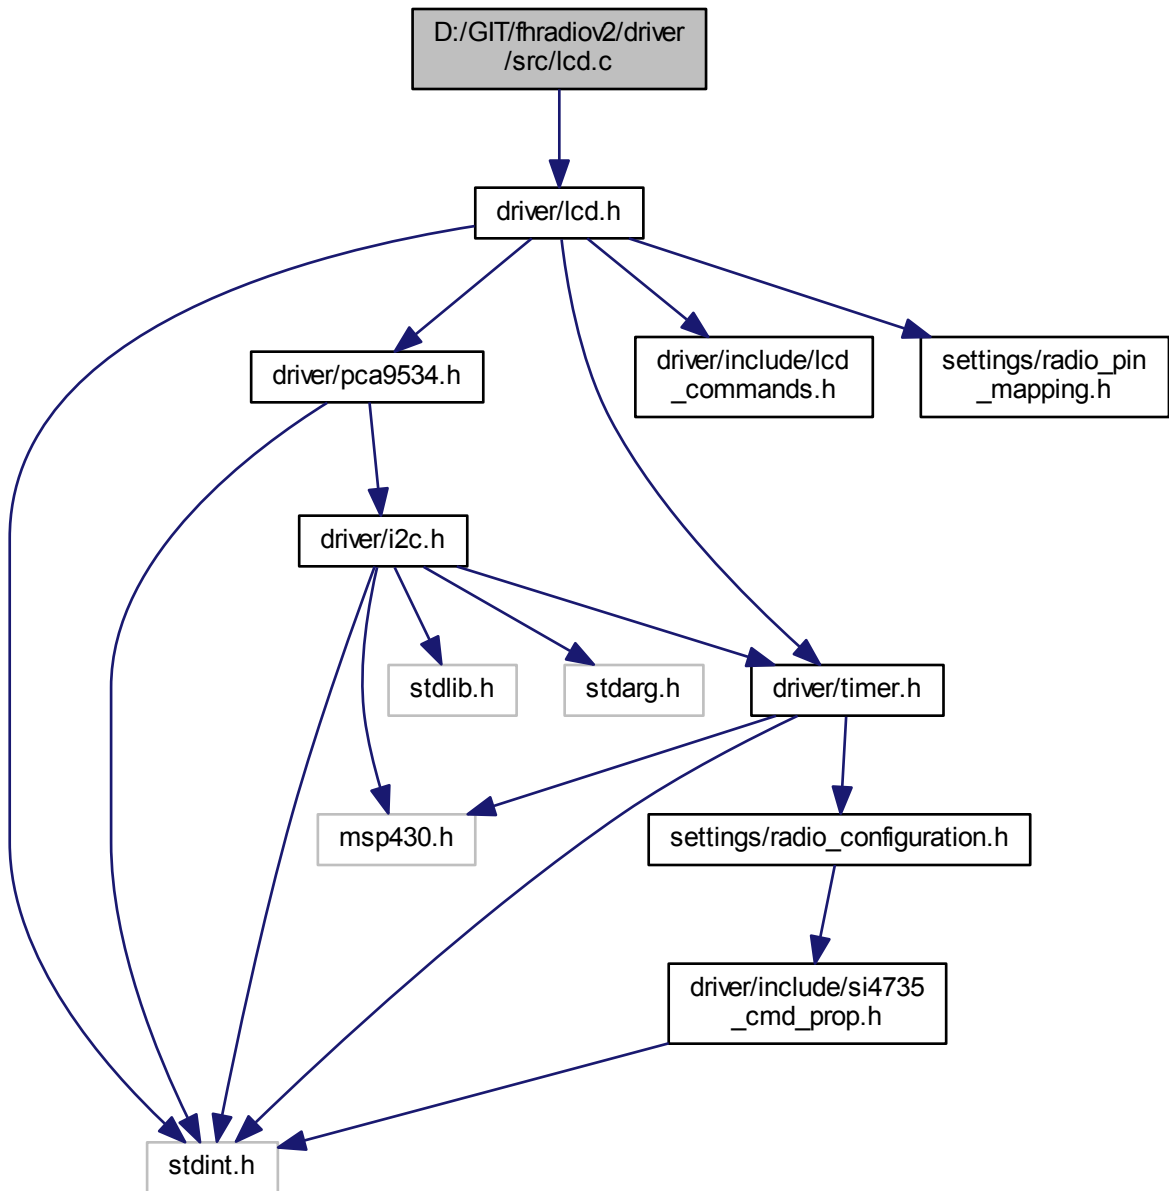 D:/GIT/fhradiov2/driver
/src/lcd.c
driver/lcd.h
driver/pca9534.h
driver/include/lcd
_commands.h
settings/radio_pin
_mapping.h
driver/i2c.h
stdlib.h
stdarg.h
driver/timer.h
msp430.h
settings/radio_configuration.h
driver/include/si4735
_cmd_prop.h
stdint.h